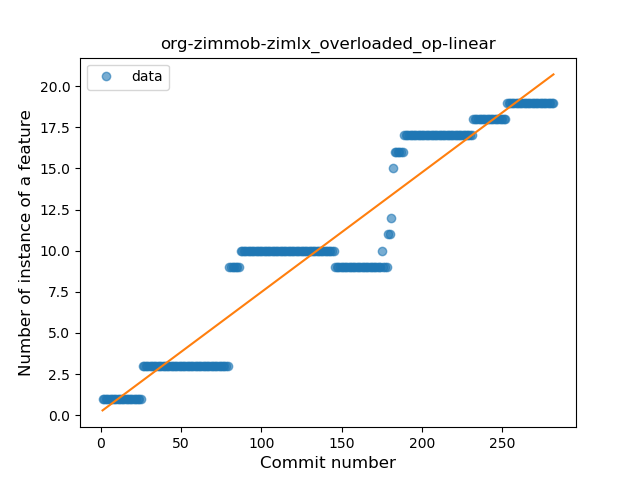 org-zimmob-zimlx_overloaded_op-linear
data
Number of instance of a feature
20.0
17.5
15.0
12.5
10.0
7.5
5.0
2.5
0.0
0 50 100 150 200 250
Commit number